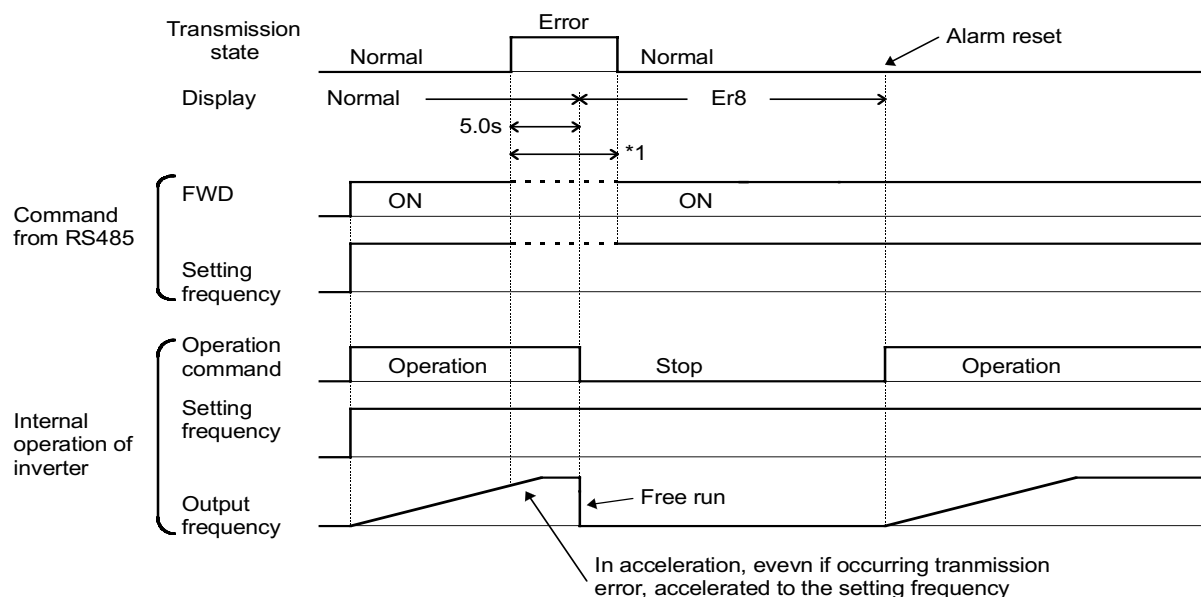 Transmission
state
Error
Normal
Normal
Alarm reset
Display
Normal
Er8
5.0s
*1
Command
from RS485
FWD
ON
ON
Setting
frequency
Internal
operation of
inverter
Operation
command
Operation
Stop
Operation
Setting
frequency
Output
frequency
Free run
In acceleration, evevn if occurring tranmission
error, accelerated to the setting frequency